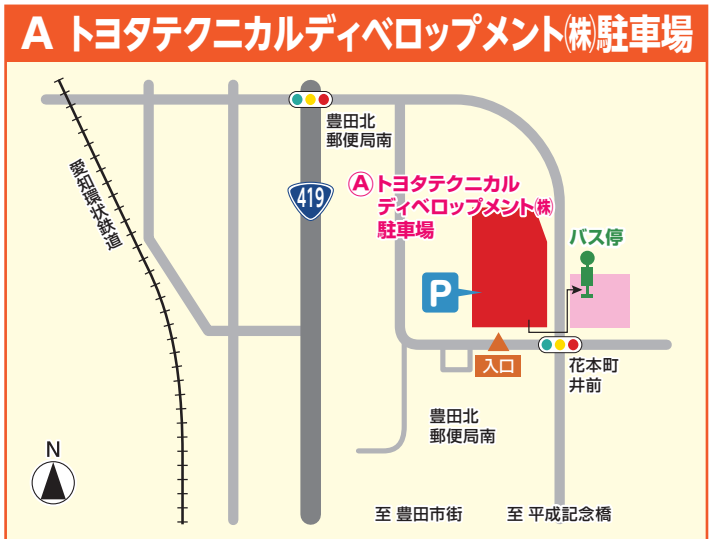 A トヨタテクニカルディベロップメント㈱駐車場
豊田北
郵便局南
愛知環状鉄道
419
Ⓐトヨタテクニカル
ディベロップメント㈱
駐車場
バス停
P
入口
花本町
井前
豊田北
郵便局南
N
至 豊田市街
至 平成記念橋